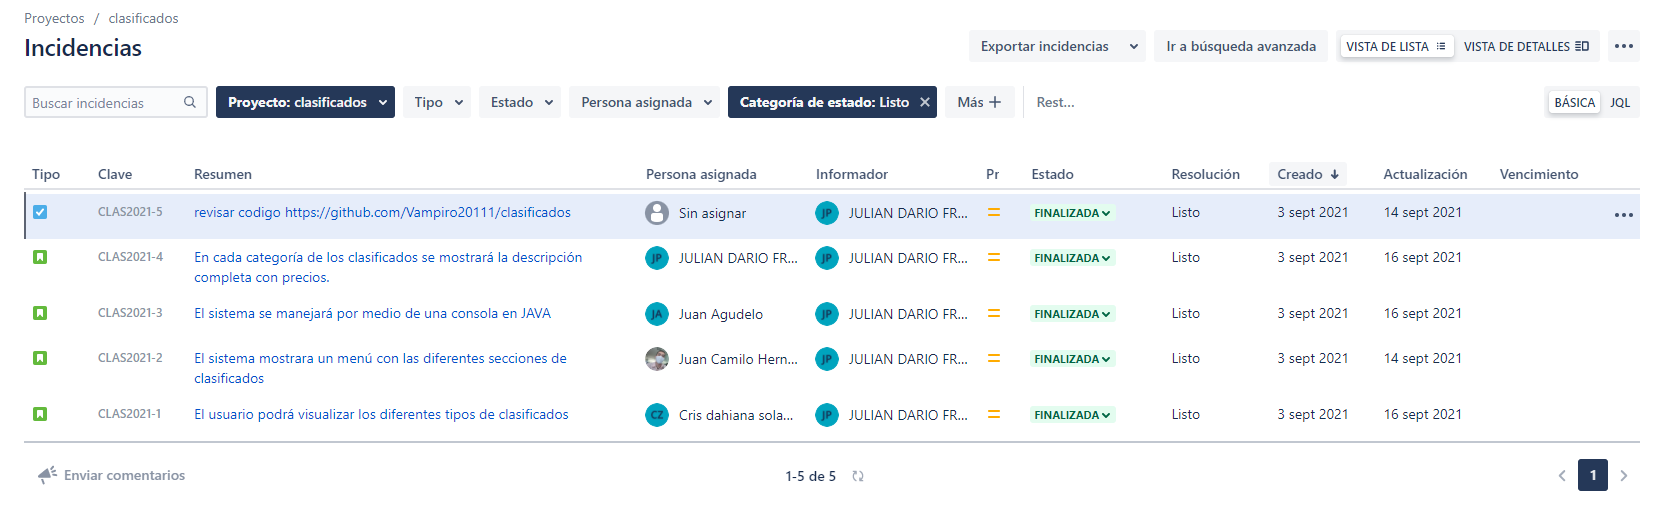 Proyectos / clasificados
Incidencias
Exportar incidencias
Ir a búsqueda avanzada
VISTA DE LISTA
VISTA DE DETALLES
Buscar incidencias
Proyecto: clasificados
Tipo
Estado
Persona asignada
Categoría de estado: Listo
Más
Rest...
BÁSICA
JQL
Tipo Clave Resumen Persona asignada Informador Pr Estado Resolución Creado Actualización Vencimiento
CLAS2021-5 revisar codigo https://github.com/Vampiro20111/clasificados Sin asignar JP JULIAN DARIO FR... FINALIZADA Listo 3 sept 2021 14 sept 2021
CLAS2021-4 En cada categoría de los clasificados se mostrará la descripción JP JULIAN DARIO FR... JP JULIAN DARIO FR... FINALIZADA Listo 3 sept 2021 16 sept 2021
completa con precios.
CLAS2021-3 El sistema se manejará por medio de una consola en JAVA JA Juan Agudelo JP JULIAN DARIO FR... FINALIZADA Listo 3 sept 2021 16 sept 2021
CLAS2021-2 El sistema mostrara un menú con las diferentes secciones de Juan Camilo Hern... JP JULIAN DARIO FR... FINALIZADA Listo 3 sept 2021 14 sept 2021
clasificados
CLAS2021-1 El usuario podrá visualizar los diferentes tipos de clasificados CZ Cris dahiana sola... JP JULIAN DARIO FR... FINALIZADA Listo 3 sept 2021 16 sept 2021
Enviar comentarios
1-5 de 5
1